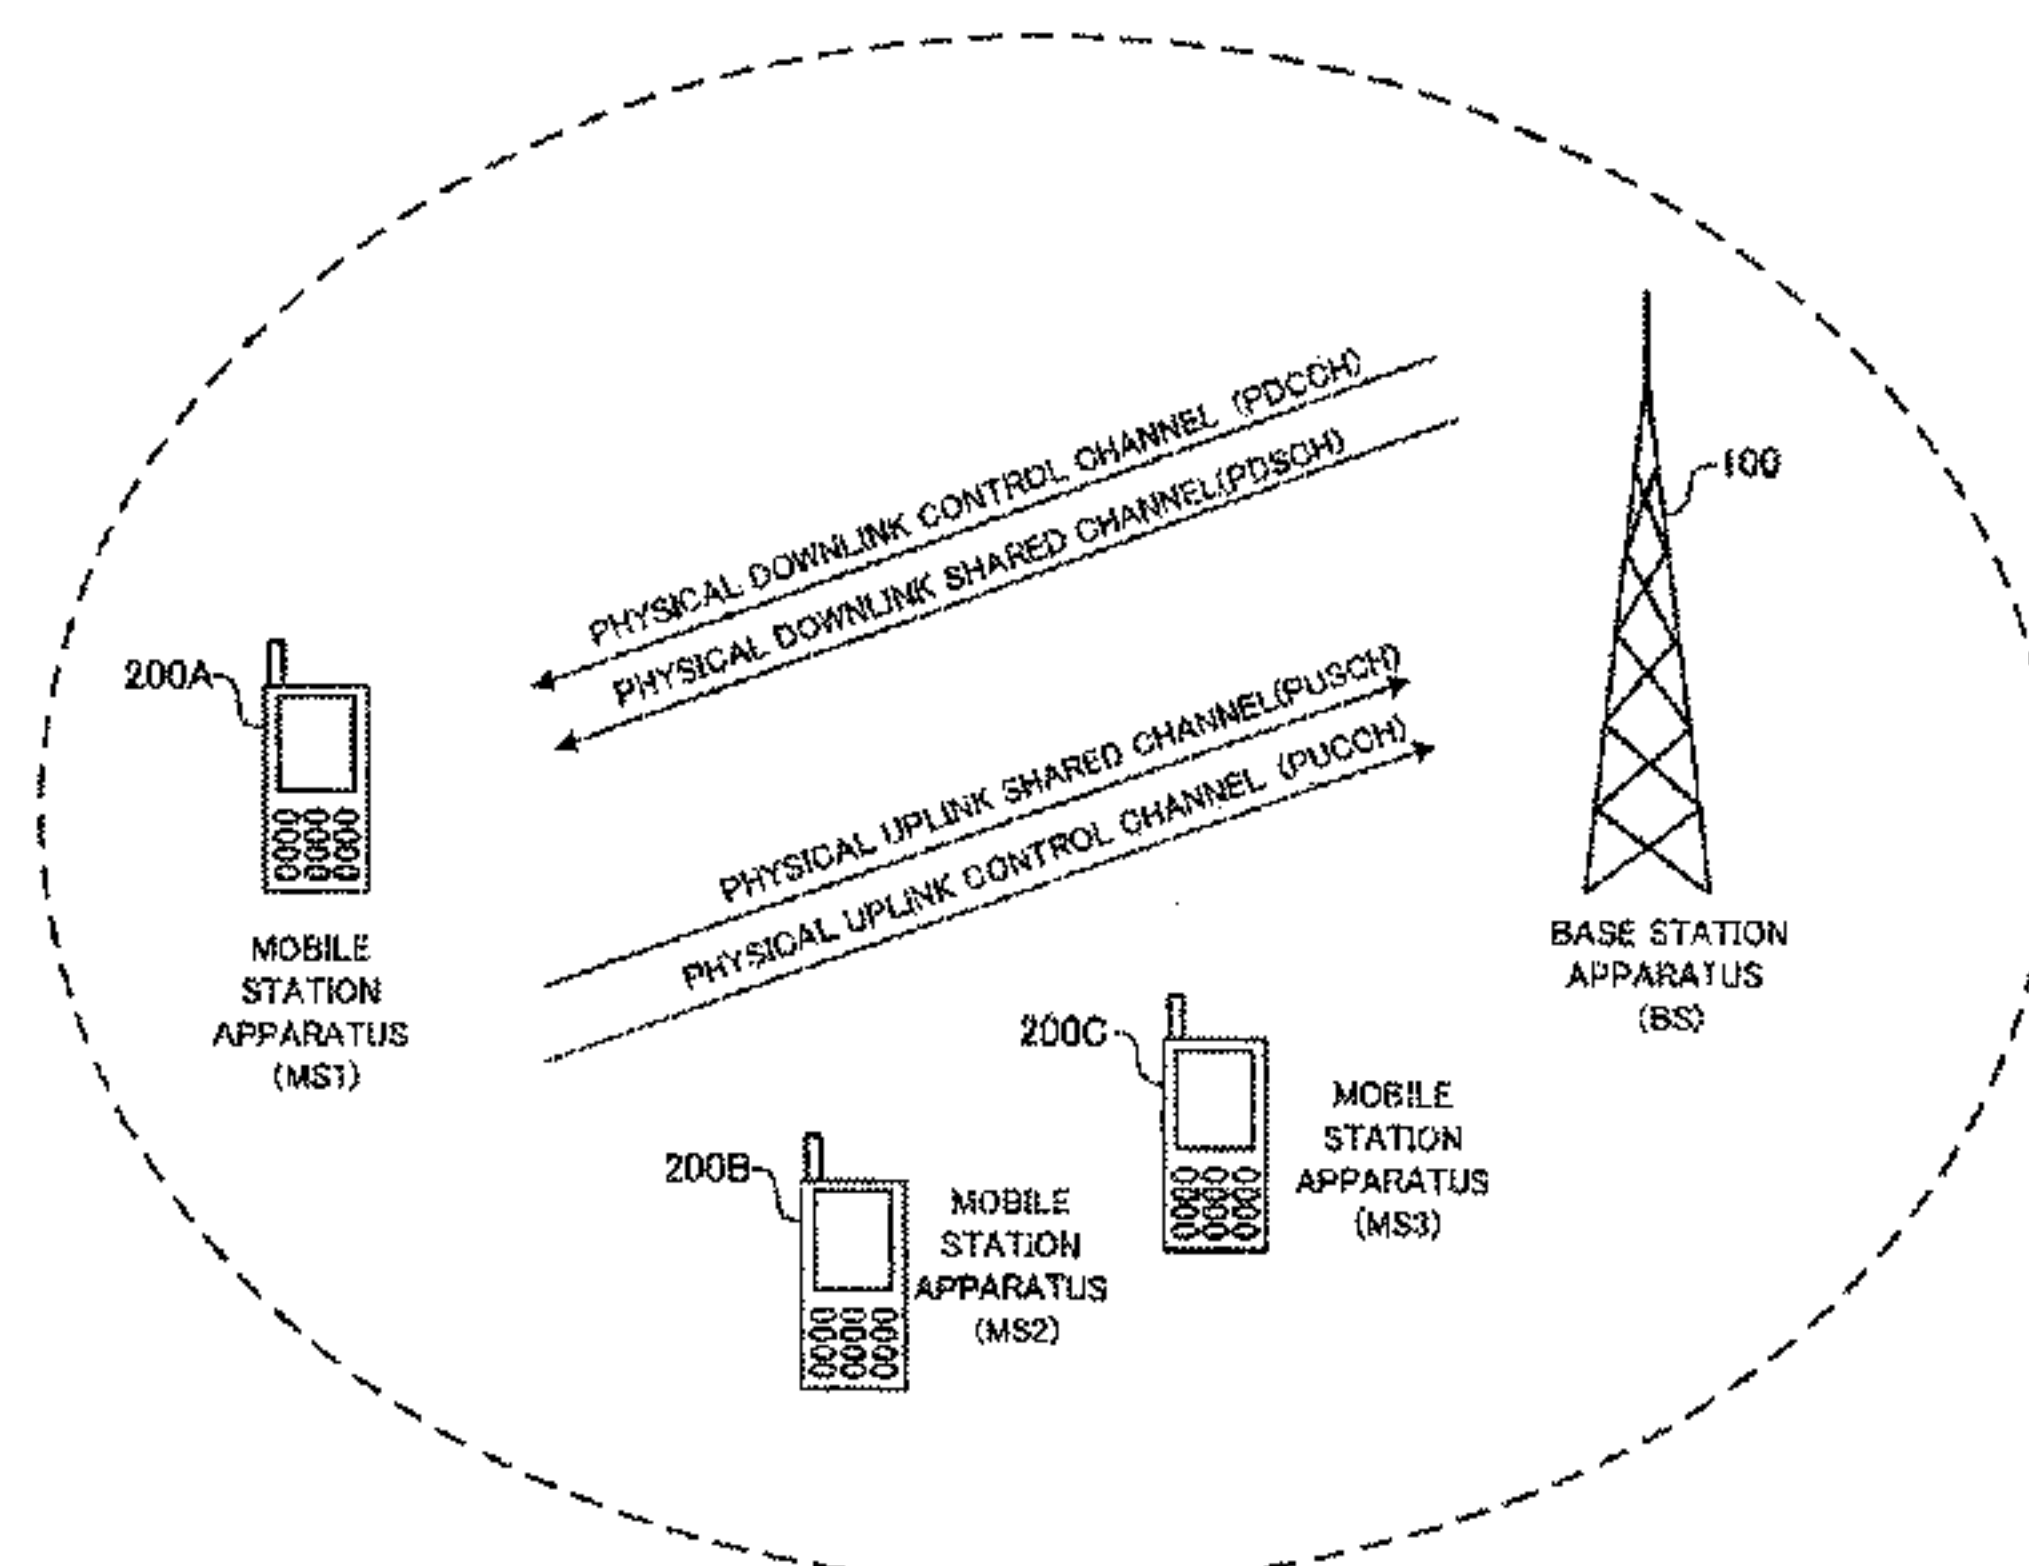 PHYSICAL DOWNLINK CONTROL CHANNEL (PDCCH)
PHYSICAL DOWNLINK SHARED CHANNEL(PDSCH)
100
200A
PHYSICAL UPLINK SHARED CHANNEL(PUSCH)
PHYSICAL UPLINK CONTROL CHANNEL (PUCCH)
MOBILE
STATION
APPARATUS
(MS1)
BASE STATION
APPARATUS
(BS)
200C
MOBILE
STATION
APPARATUS
(MS3)
200B
MOBILE
STATION
APPARATUS
(MS2)